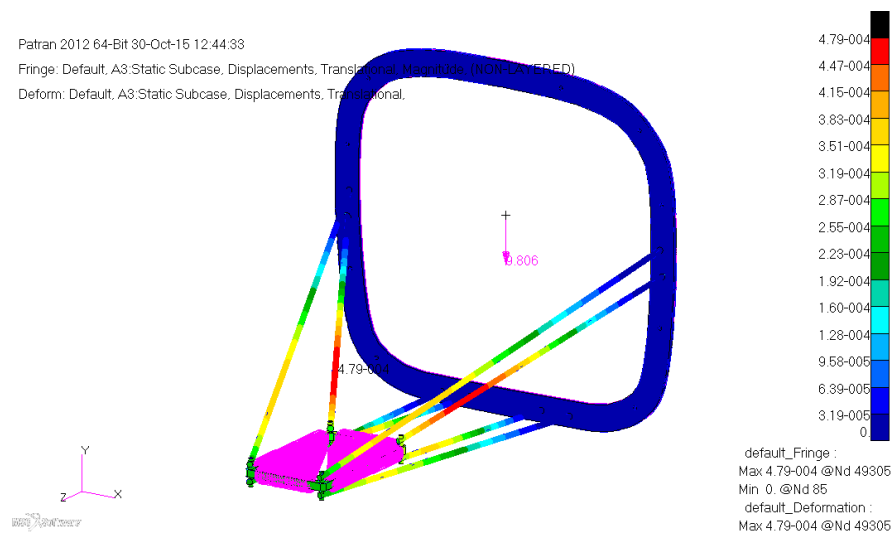 Patran 2012 64-Bit 30-Oct-15 12:44:33
Fringe: Default, A3:Static Subcase, Displacements, Translational, Magnitude, (NON-LAYERED)
Deform: Default, A3:Static Subcase, Displacements, Translational,
4.79-004
4.47-004
4.15-004
3.83-004
3.51-004
3.19-004
2.87-004
2.55-004
2.23-004
1.92-004
1.60-004
1.28-004
9.58-005
6.39-005
3.19-005
0.
9.806
4.79-004
Y
Z
X
default_Fringe :
Max 4.79-004 @Nd 49305
Min 0. @Nd 85
default_Deformation :
Max 4.79-004 @Nd 49305